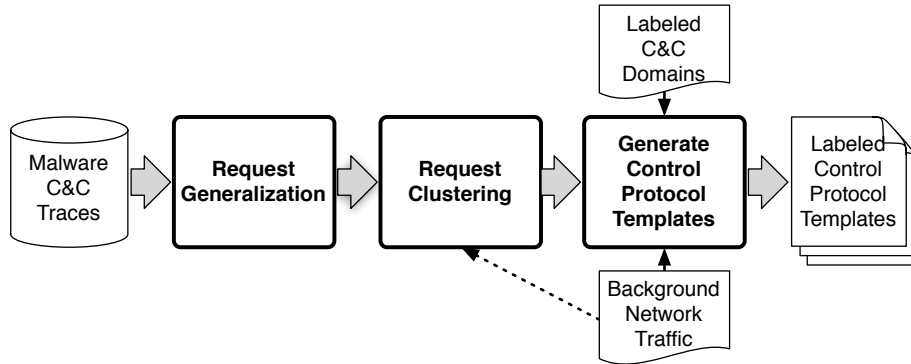 Labeled
C&C
Domains
Malware
C&C
Traces
Request
Generalization
Request
Clustering
Generate
Control
Protocol
Templates
Labeled
Control
Protocol
Templates
Background
Network
Traffic